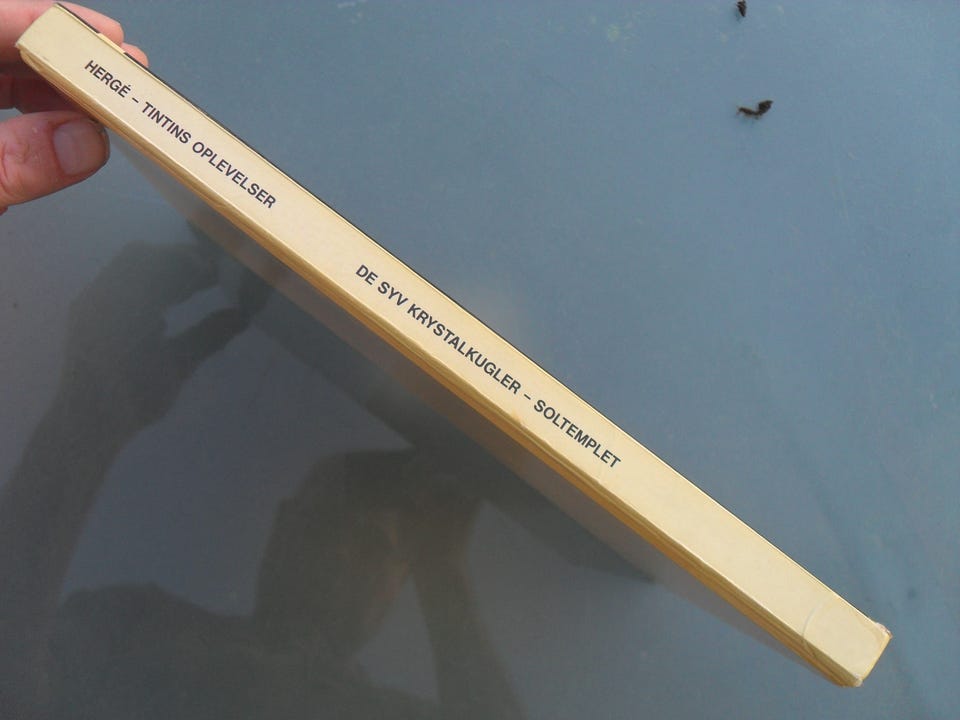 HERGÉ – TINTINS OPLEVELSER
DE SYV KRYSTALKUGLER – SOLTEMPLET